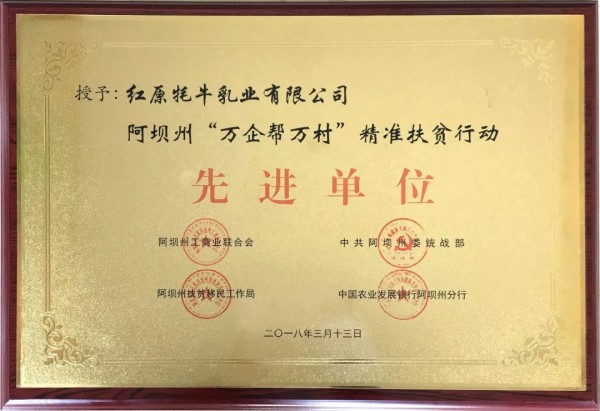 授予：红原牦牛乳业有限公司
阿坝州“万企帮万村”精准扶贫行动
先进单位
阿坝州工商业联合会 中共阿坝州委统战部
阿坝州扶贫移民工作局 中国农业发展银行阿坝州分行
二〇一八年三月十三日